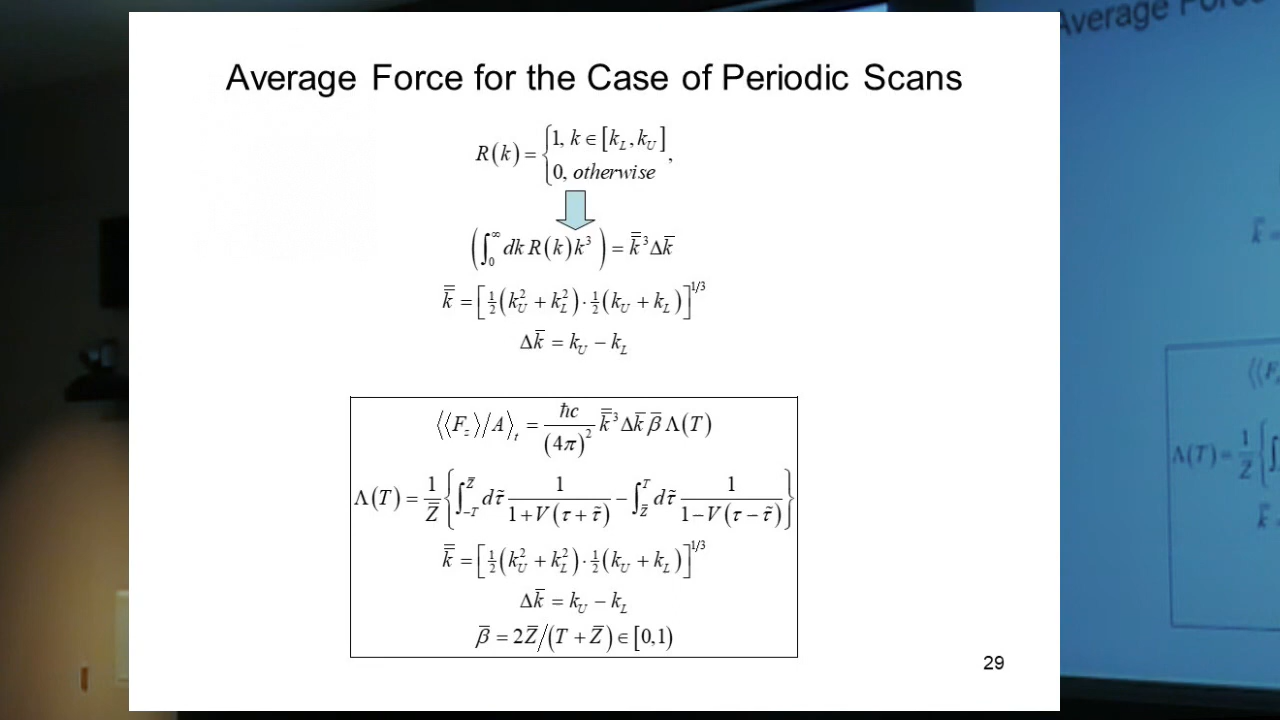 Average Force for the Case of Periodic Scans
R(k) = {1, k ∈ [k_L, k_U]
0, otherwise ,
(∫_0^∞ dk R(k) k³) = k̿³ Δk̄
k̿ = [½(k_U² + k_L²) · ½(k_U + k_L)]^{1/3}
Δk̄ = k_U − k_L
⟨⟨F_z⟩/A⟩_t = ħc/(4π)² k̿³ Δk̄ β̄ Λ(T)
Λ(T) = 1/Z̄ {∫_{−T}^{Z̄} dτ̃ 1/(1+V(τ+τ̃)) − ∫_{Z̄}^{T} dτ̃ 1/(1−V(τ−τ̃))}
k̿ = [½(k_U² + k_L²) · ½(k_U + k_L)]^{1/3}
Δk̄ = k_U − k_L
β̄ = 2Z̄/(T + Z̄) ∈ [0,1)
29
Average
Λ(T) = 1/Z {∫